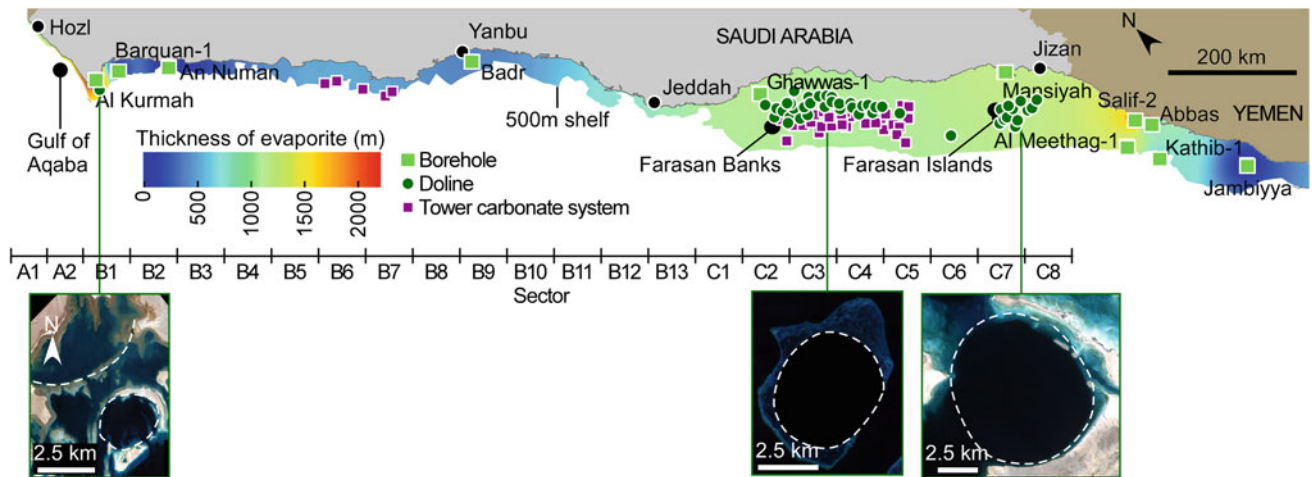 Hozl
Barquan-1
An Numan
Al Kurmah
Gulf of
Aqaba
Yanbu
Badr
SAUDI ARABIA
Jeddah
500m shelf
Ghawwas-1
Farasan Banks
Mansiyah
Jizan
N
200 km
Farasan Islands
Al Meethag-1
Salif-2
Abbas
YEMEN
Kathib-1
Jambiyya
Thickness of evaporite (m)
0
500
1000
1500
2000
Borehole
Doline
Tower carbonate system
A1 A2 B1 B2 B3 B4 B5 B6 B7 B8 B9 B10 B11 B12 B13 C1 C2 C3 C4 C5 C6 C7 C8
Sector
N
2.5 km
2.5 km
2.5 km